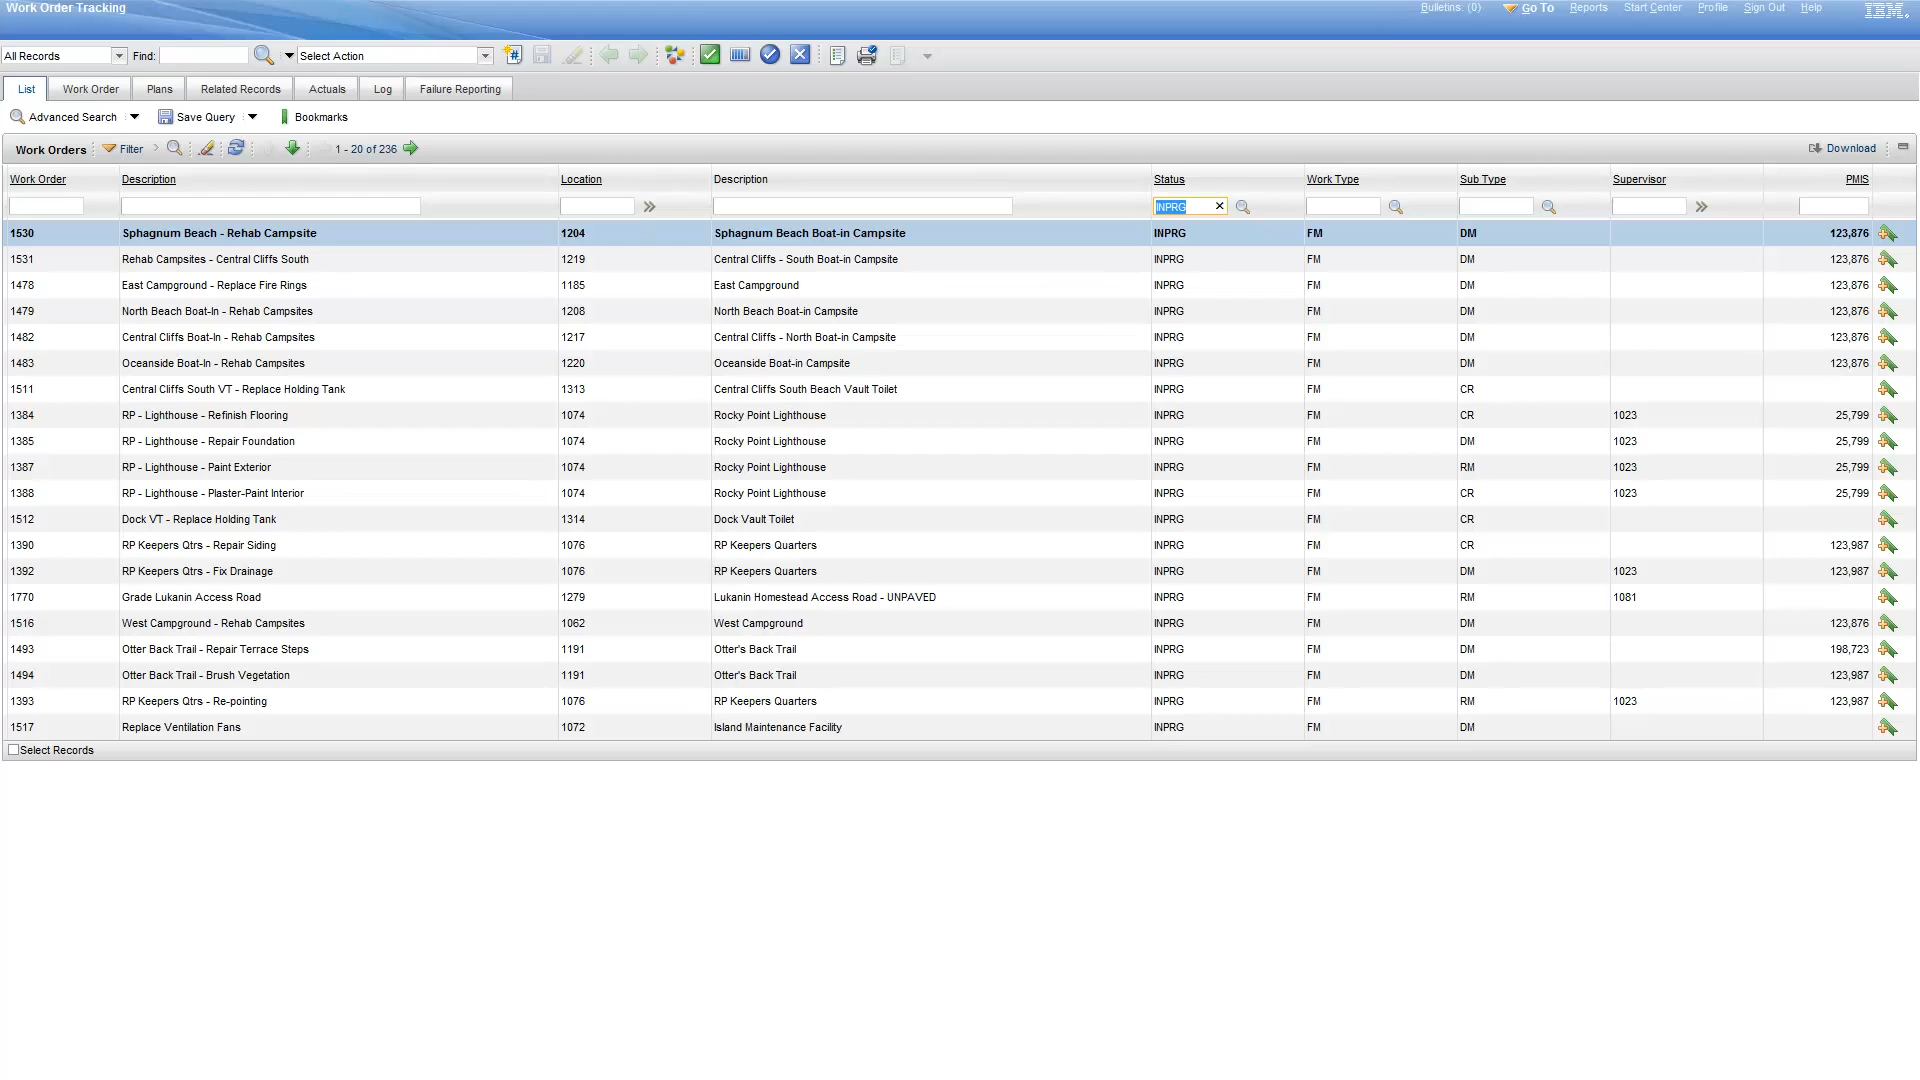 Work Order Tracking Bulletins: (0) Go To Reports Start Center Profile Sign Out Help IBM.
All Records Find: Select Action
List Work Order Plans Related Records Actuals Log Failure Reporting
Advanced Search Save Query Bookmarks
Work Orders Filter 1 - 20 of 236 Download
Work Order Description Location Description Status Work Type Sub Type Supervisor PMIS
INPRG
1530 Sphagnum Beach - Rehab Campsite 1204 Sphagnum Beach Boat-in Campsite INPRG FM DM 123,876
1531 Rehab Campsites - Central Cliffs South 1219 Central Cliffs - South Boat-in Campsite INPRG FM DM 123,876
1478 East Campground - Replace Fire Rings 1185 East Campground INPRG FM DM 123,876
1479 North Beach Boat-In - Rehab Campsites 1208 North Beach Boat-in Campsite INPRG FM DM 123,876
1482 Central Cliffs Boat-In - Rehab Campsites 1217 Central Cliffs - North Boat-in Campsite INPRG FM DM 123,876
1483 Oceanside Boat-In - Rehab Campsites 1220 Oceanside Boat-in Campsite INPRG FM DM 123,876
1511 Central Cliffs South VT - Replace Holding Tank 1313 Central Cliffs South Beach Vault Toilet INPRG FM CR
1384 RP - Lighthouse - Refinish Flooring 1074 Rocky Point Lighthouse INPRG FM CR 1023 25,799
1385 RP - Lighthouse - Repair Foundation 1074 Rocky Point Lighthouse INPRG FM DM 1023 25,799
1387 RP - Lighthouse - Paint Exterior 1074 Rocky Point Lighthouse INPRG FM RM 1023 25,799
1388 RP - Lighthouse - Plaster-Paint Interior 1074 Rocky Point Lighthouse INPRG FM CR 1023 25,799
1512 Dock VT - Replace Holding Tank 1314 Dock Vault Toilet INPRG FM CR
1390 RP Keepers Qtrs - Repair Siding 1076 RP Keepers Quarters INPRG FM CR 123,987
1392 RP Keepers Qtrs - Fix Drainage 1076 RP Keepers Quarters INPRG FM DM 1023 123,987
1770 Grade Lukanin Access Road 1279 Lukanin Homestead Access Road - UNPAVED INPRG FM RM 1081
1516 West Campground - Rehab Campsites 1062 West Campground INPRG FM DM 123,876
1493 Otter Back Trail - Repair Terrace Steps 1191 Otter's Back Trail INPRG FM DM 198,723
1494 Otter Back Trail - Brush Vegetation 1191 Otter's Back Trail INPRG FM DM 123,987
1393 RP Keepers Qtrs - Re-pointing 1076 RP Keepers Quarters INPRG FM RM 1023 123,987
1517 Replace Ventilation Fans 1072 Island Maintenance Facility INPRG FM DM
Select Records